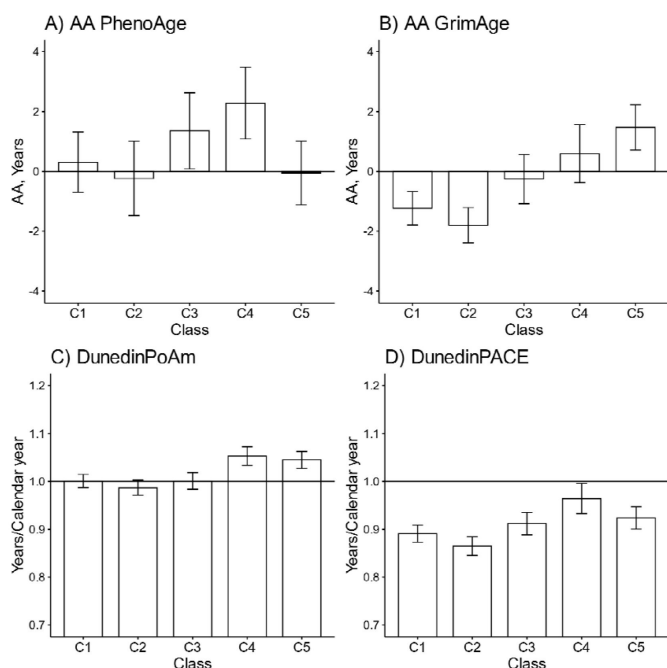 A) AA PhenoAge
4
2
0
-2
-4
AA, Years
C1 C2 C3 C4 C5
Class
B) AA GrimAge
4
2
0
-2
-4
AA, Years
C1 C2 C3 C4 C5
Class
C) DunedinPoAm
1.2
1.1
1.0
0.9
0.8
0.7
Years/Calendar year
C1 C2 C3 C4 C5
Class
D) DunedinPACE
1.2
1.1
1.0
0.9
0.8
0.7
Years/Calendar year
C1 C2 C3 C4 C5
Class